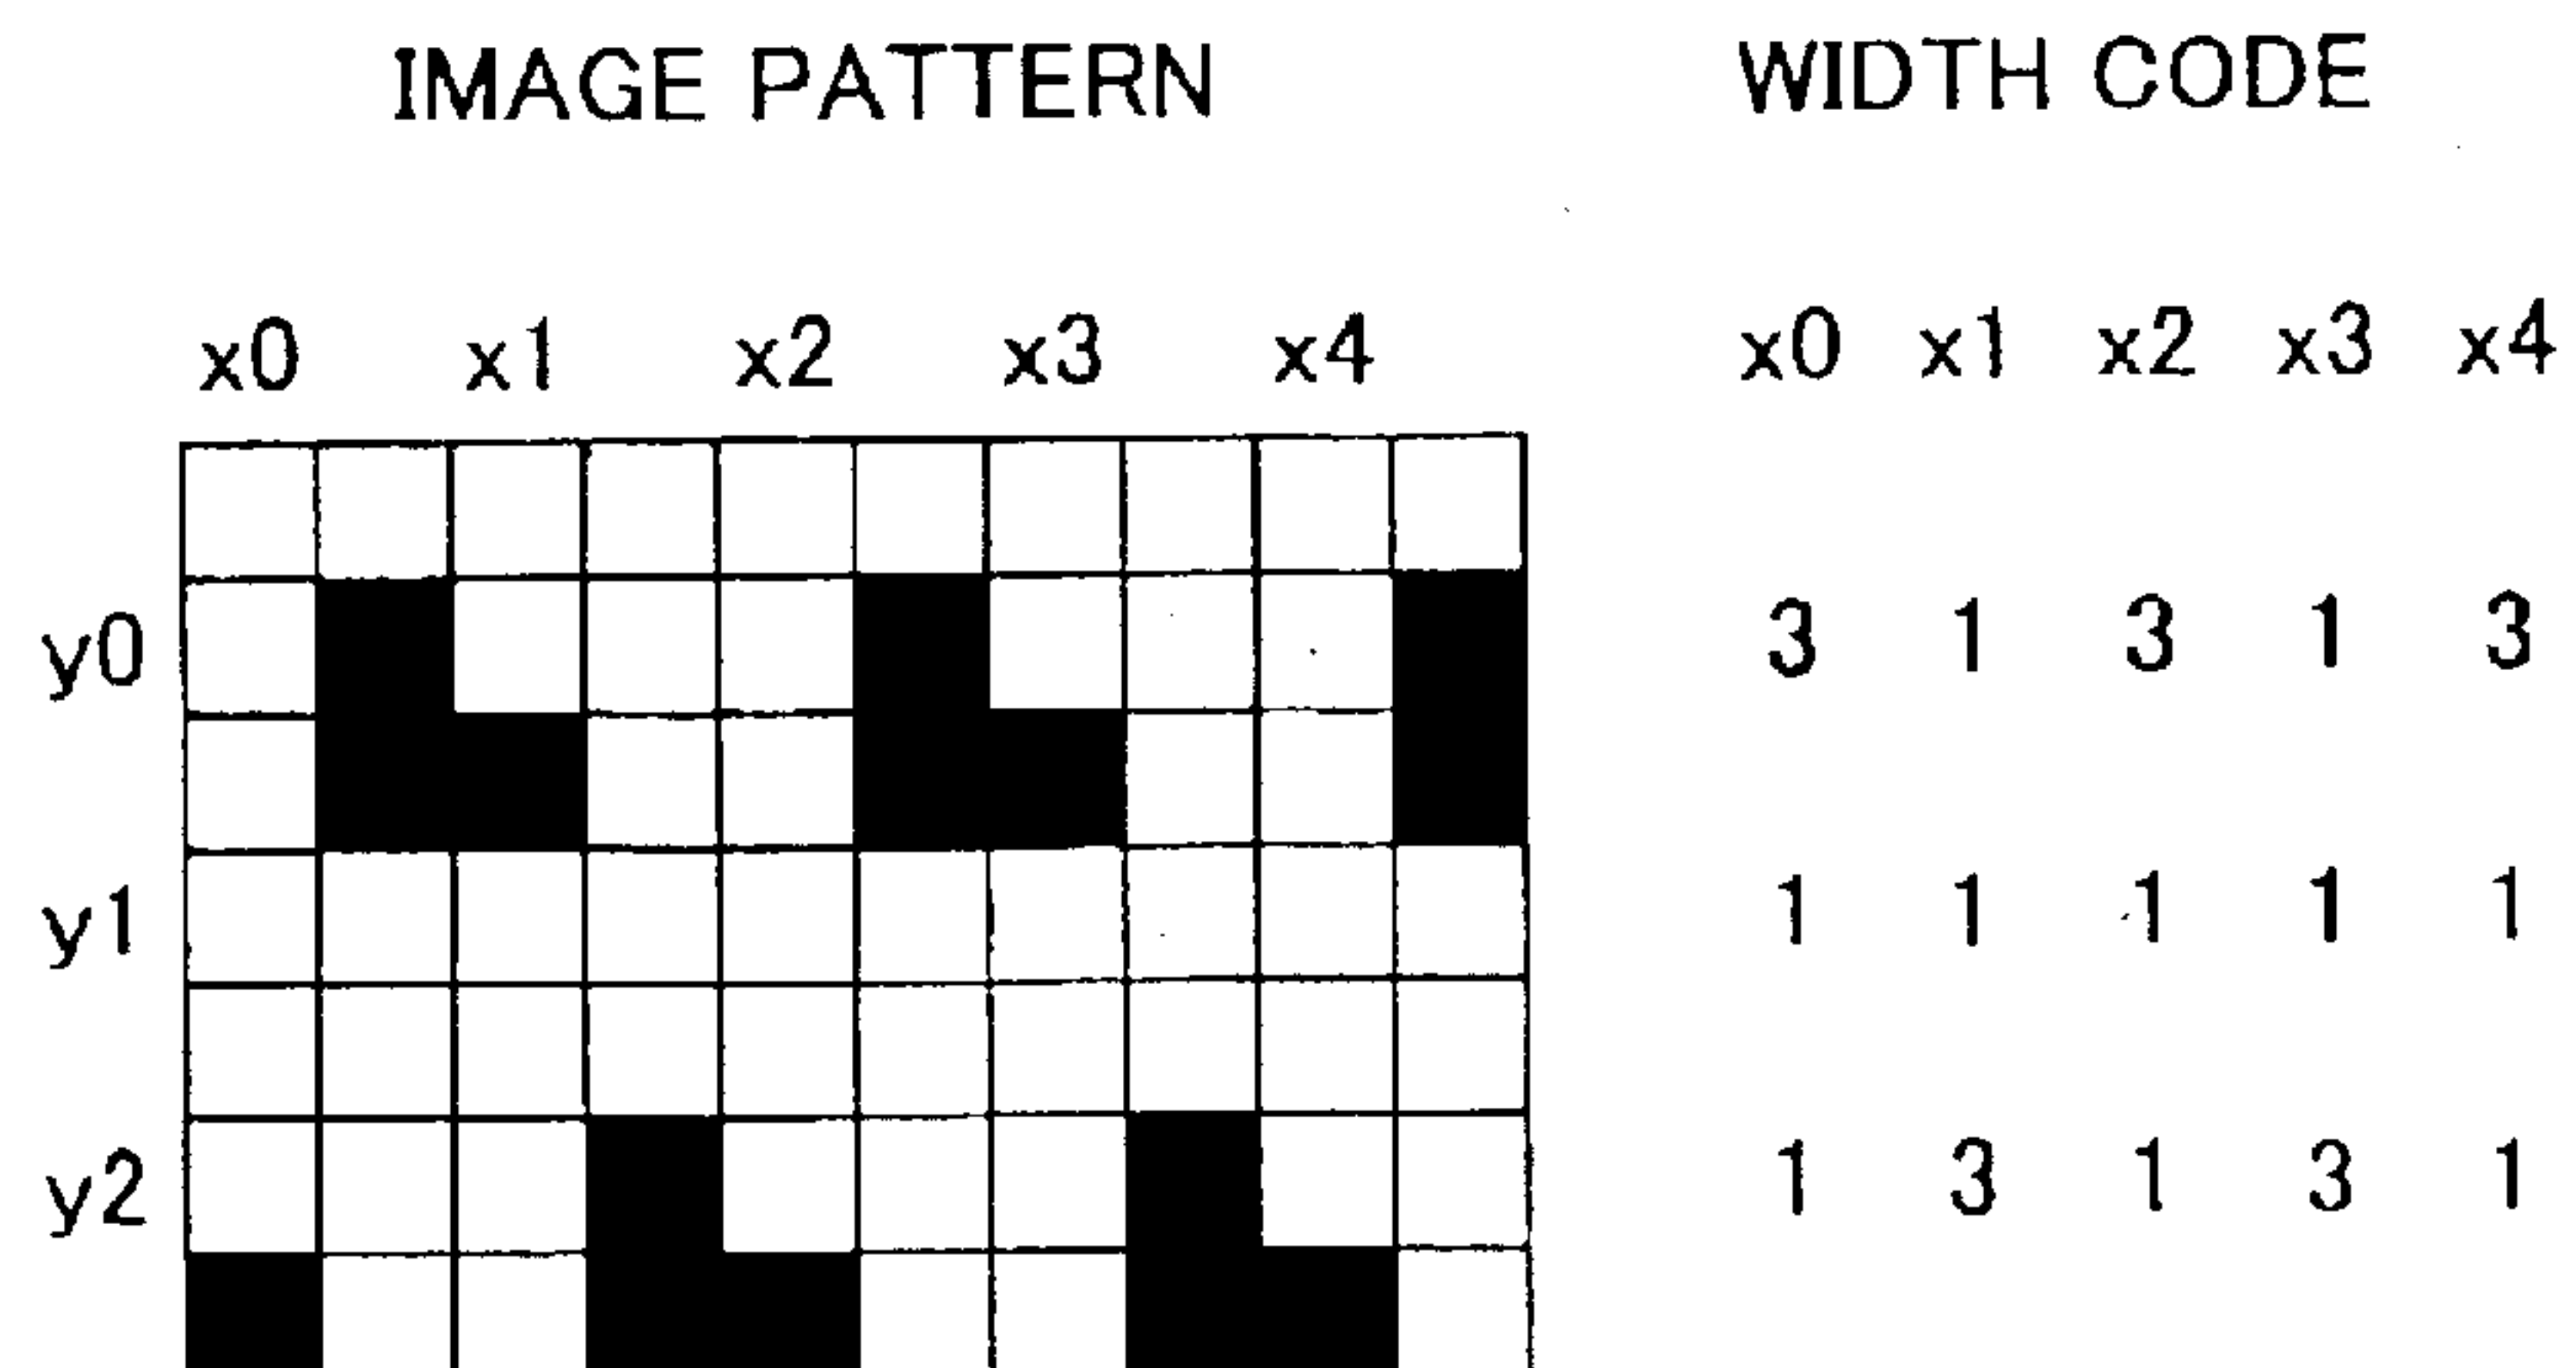 IMAGE PATTERN WIDTH CODE
x0 x1 x2 x3 x4 x0 x1 x2 x3 x4
y0 3 1 3 1 3
y1 1 1 1 1 1
y2 1 3 1 3 1